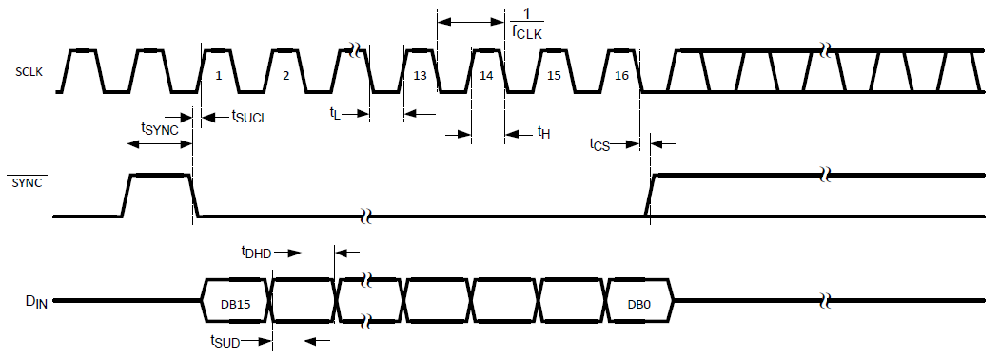 1
fCLK
SCLK
1
2
13
14
15
16
tSUCL
tSYNC
tL
tH
tCS
SYNC
tDHD
DIN
DB15
DB0
tSUD